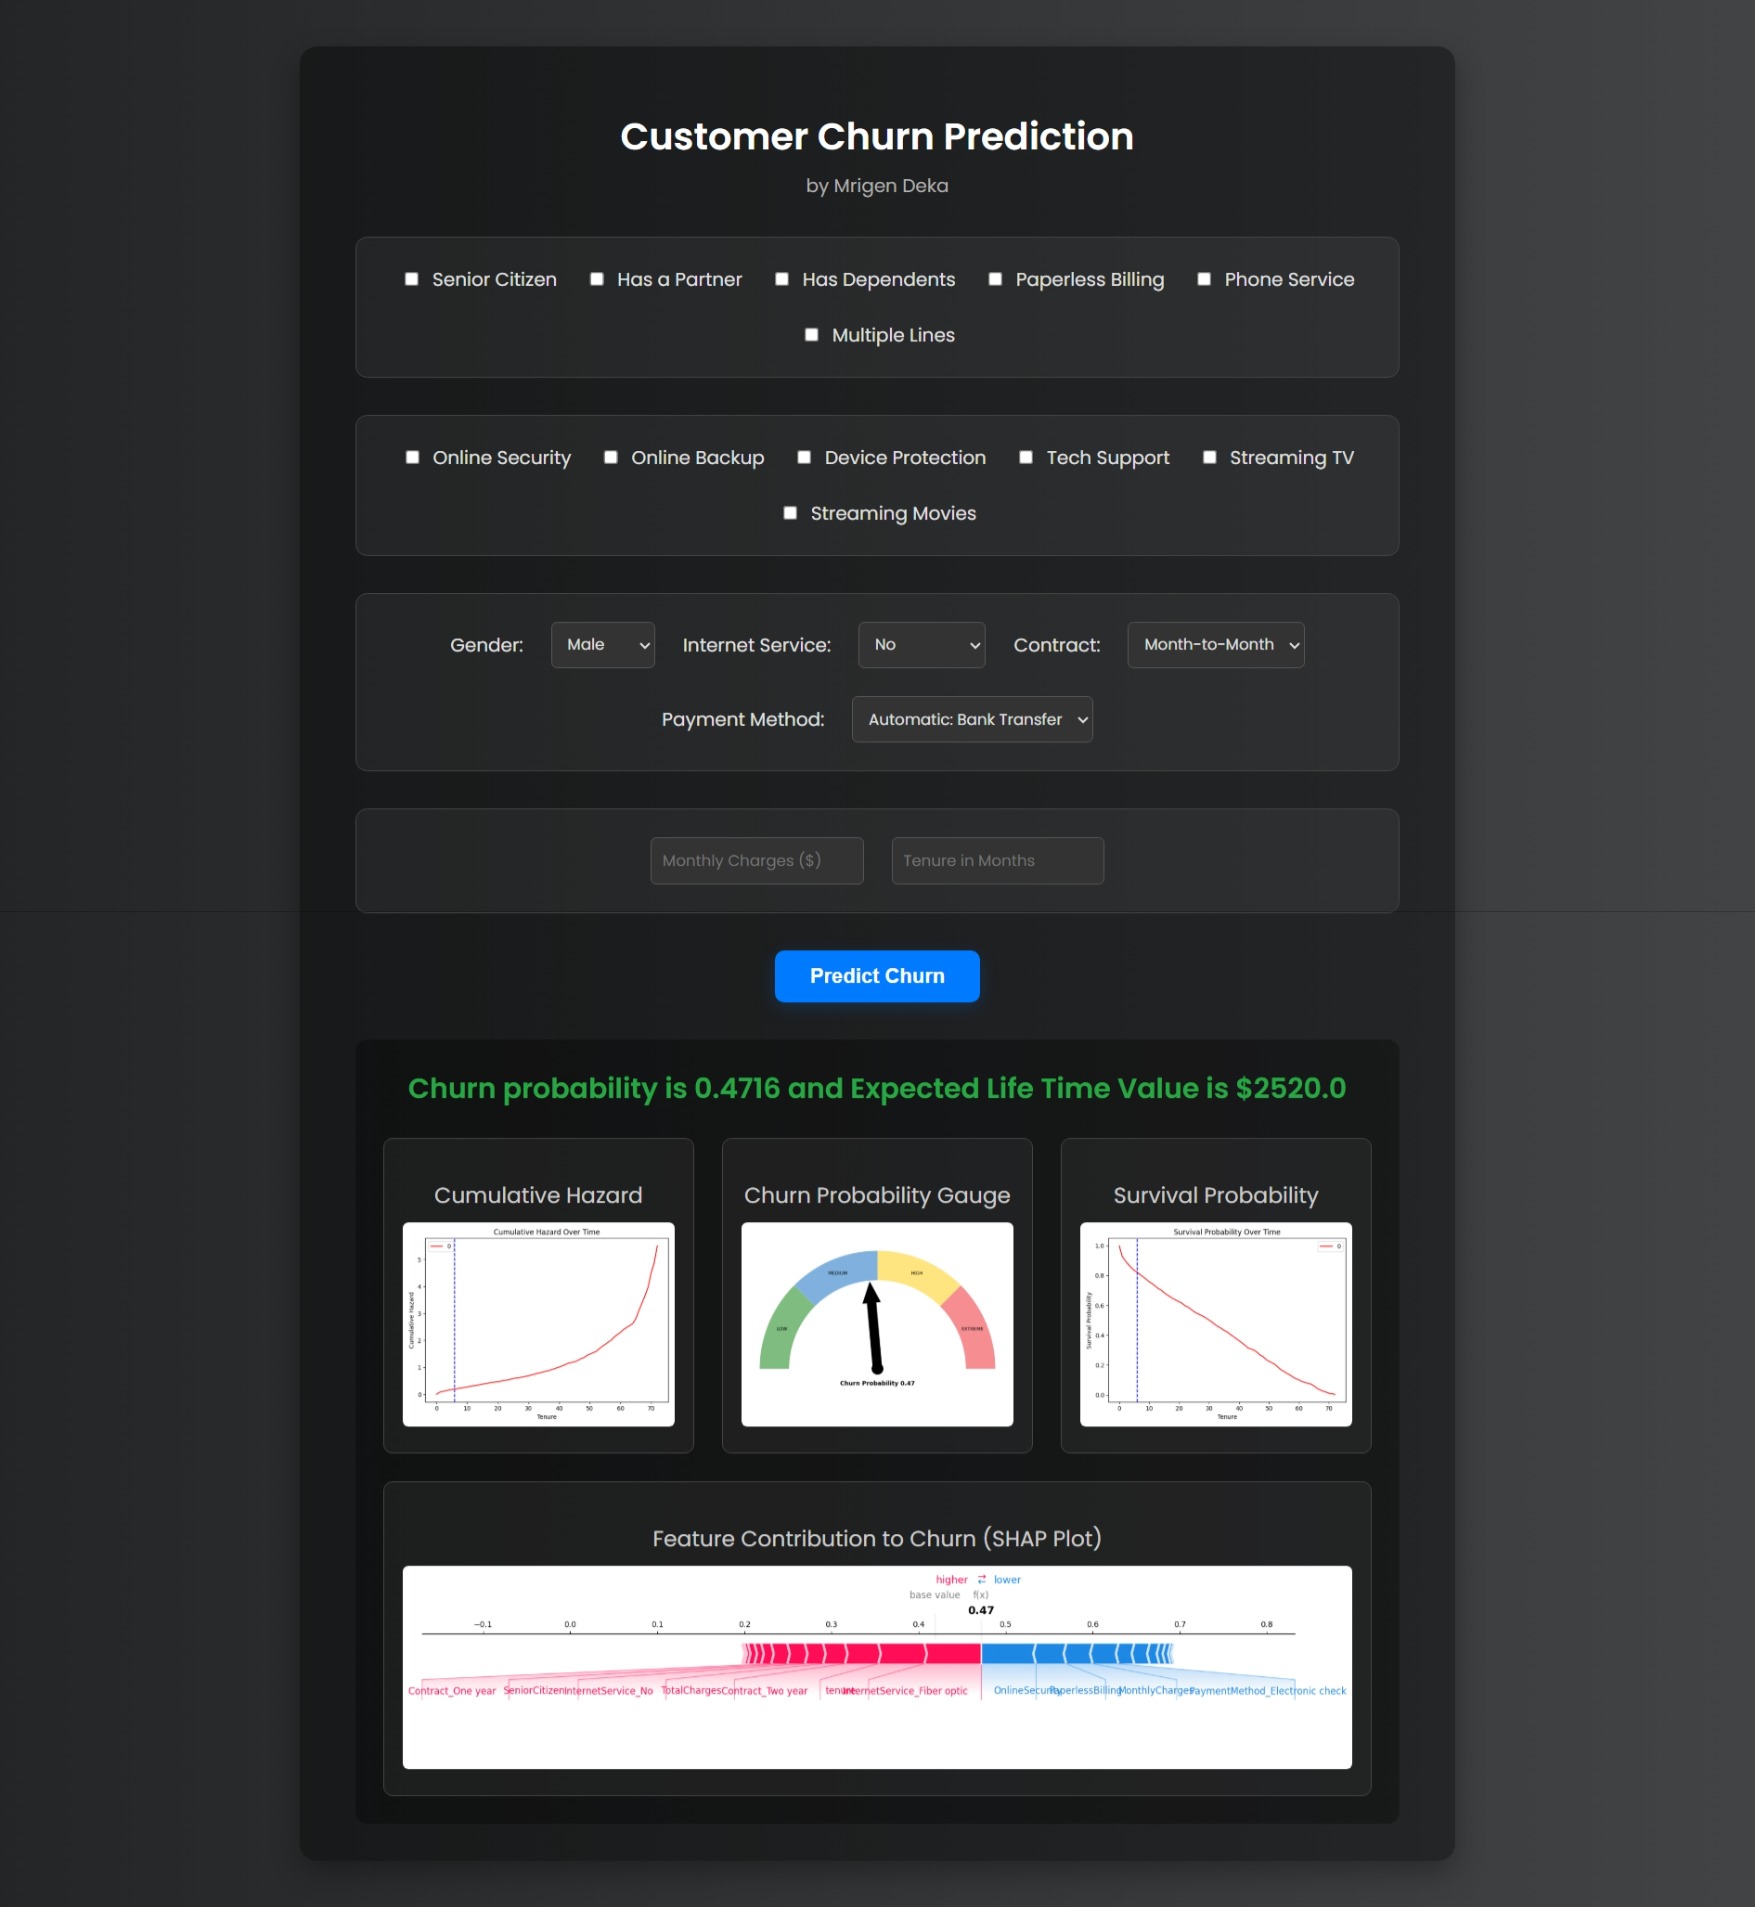 Customer Churn Prediction
by Mrigen Deka
Senior Citizen Has a Partner Has Dependents Paperless Billing Phone Service
Multiple Lines
Online Security Online Backup Device Protection Tech Support Streaming TV
Streaming Movies
Gender: Male Internet Service: No Contract: Month-to-Month
Payment Method: Automatic: Bank Transfer
Monthly Charges ($) Tenure in Months
Predict Churn
Churn probability is 0.4716 and Expected Life Time Value is $2520.0
Cumulative Hazard
Cumulative Hazard Over Time
0
Cumulative Hazard
5
4
3
2
1
0
0 10 20 30 40 50 60 70
Tenure
Churn Probability Gauge
LOW
MEDIUM
HIGH
EXTREME
Churn Probability 0.47
Survival Probability
Survival Probability Over Time
0
Survival Probability
1.0
0.8
0.6
0.4
0.2
0.0
0 10 20 30 40 50 60 70
Tenure
Feature Contribution to Churn (SHAP Plot)
higher ⇄ lower
base value f(x)
0.47
−0.1 0.0 0.1 0.2 0.3 0.4 0.5 0.6 0.7 0.8
Contract_One year SeniorCitizen InternetService_No TotalCharges Contract_Two year tenure InternetService_Fiber optic OnlineSecurity PaperlessBilling MonthlyCharges PaymentMethod_Electronic check